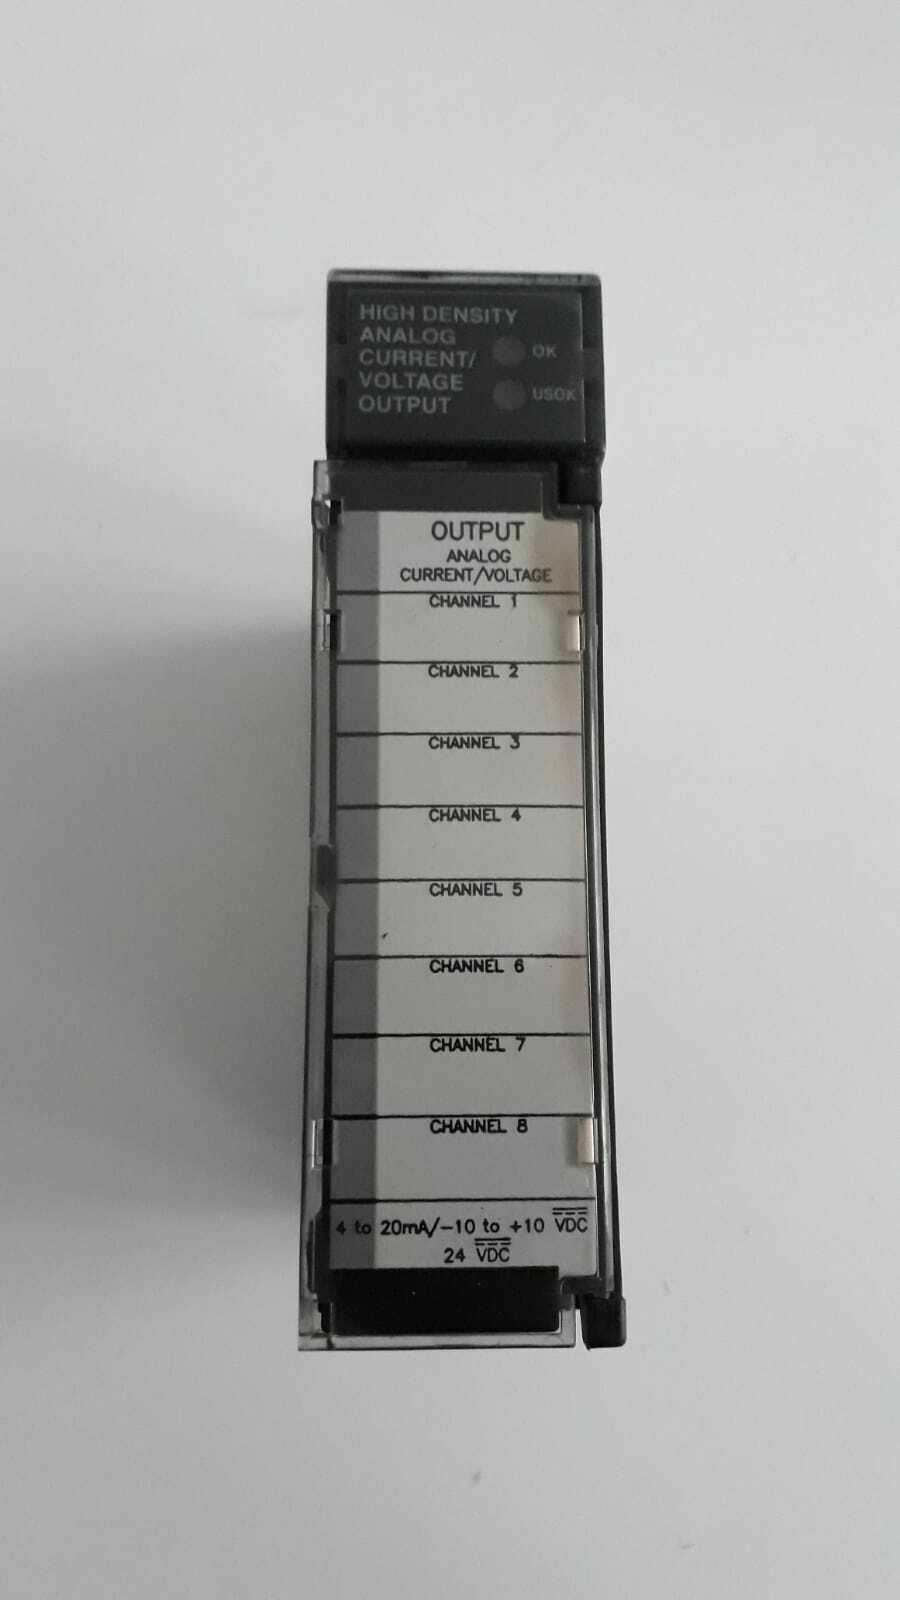 HIGH DENSITY
ANALOG
CURRENT/
VOLTAGE
OUTPUT
OK
USOK
OUTPUT
ANALOG
CURRENT/VOLTAGE
CHANNEL 1
CHANNEL 2
CHANNEL 3
CHANNEL 4
CHANNEL 5
CHANNEL 6
CHANNEL 7
CHANNEL 8
4 to 20mA/-10 to +10 VDC
24 VDC